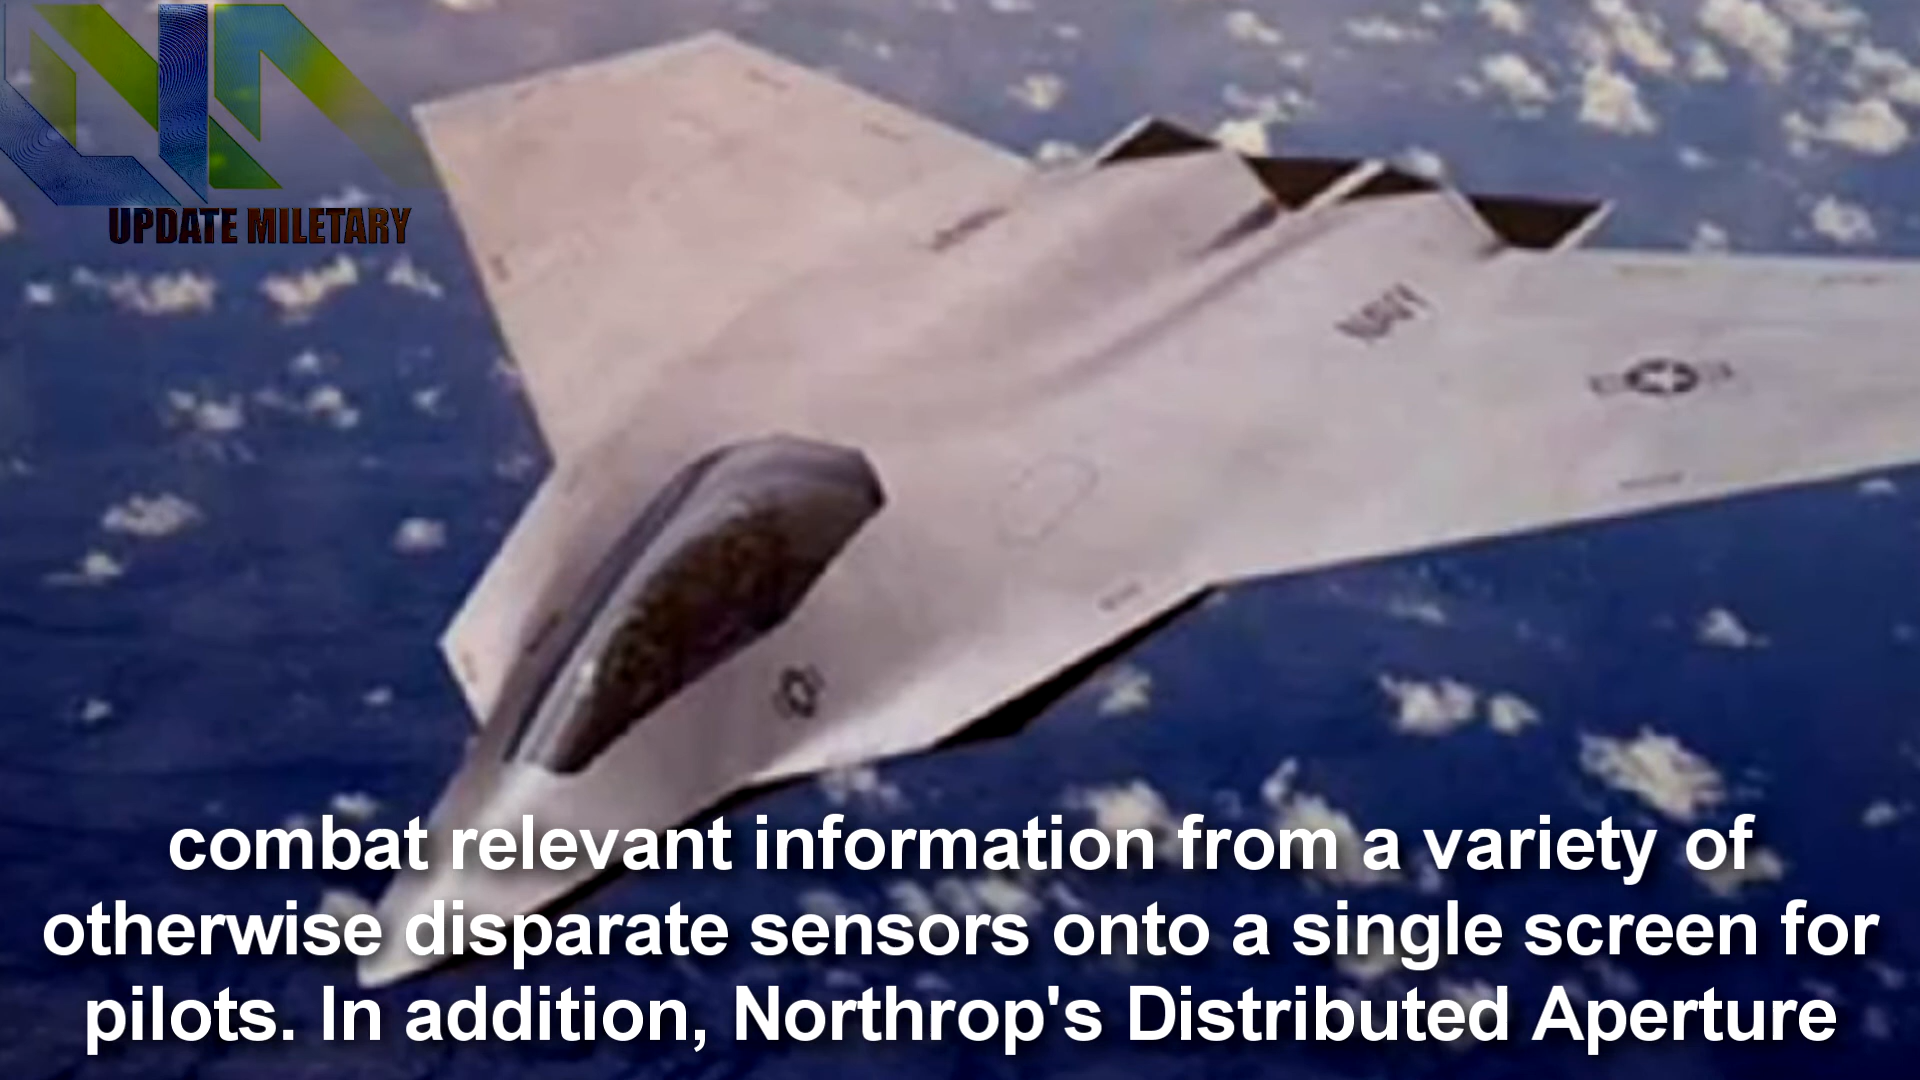 UPDATE MILETARY
NAVY
combat relevant information from a variety of
otherwise disparate sensors onto a single screen for
pilots. In addition, Northrop's Distributed Aperture